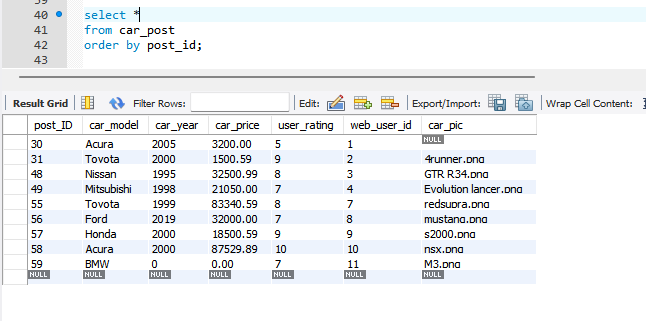 39
40 select *
41 from car_post
42 order by post_id;
43
Result Grid Filter Rows: Edit: Export/Import: Wrap Cell Content:
post_ID car_model car_year car_price user_rating web_user_id car_pic
30 Acura 2005 3200.00 5 1 NULL
31 Toyota 2000 1500.59 9 2 4runner.png
48 Nissan 1995 32500.99 8 3 GTR R34.png
49 Mitsubishi 1998 21050.00 7 4 Evolution lancer.png
55 Toyota 1999 83340.59 8 7 redsupra.png
56 Ford 2019 32000.00 7 8 mustang.png
57 Honda 2000 18500.59 9 9 s2000.png
58 Acura 2000 87529.89 10 10 nsx.png
59 BMW 0 0.00 7 11 M3.png
NULL NULL NULL NULL NULL NULL NULL